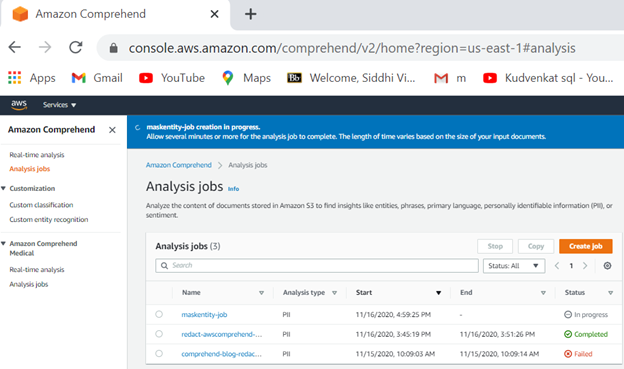 Amazon Comprehend
console.aws.amazon.com/comprehend/v2/home?region=us-east-1#analysis
Apps Gmail YouTube Maps Bb Welcome, Siddhi Vi... m Kudvenkat sql - You...
aws Services
Amazon Comprehend
Real-time analysis
Analysis jobs
Customization
Custom classification
Custom entity recognition
Amazon Comprehend
Medical
Real-time analysis
Analysis jobs
maskentity-job creation in progress.
Allow several minutes or more for the analysis job to complete. The length of time varies based on the size of your input documents.
Amazon Comprehend > Analysis jobs
Analysis jobs Info
Analyze the content of documents stored in Amazon S3 to find insights like entities, phrases, primary language, personally identifiable information (PII), or
sentiment.
Analysis jobs (3) Stop Copy Create job
Search Status: All 1
Name Analysis type Start End Status
maskentity-job PII 11/16/2020, 4:59:25 PM - In progress
redact-awscomprehend-... PII 11/16/2020, 3:45:19 PM 11/16/2020, 3:51:26 PM Completed
comprehend-blog-redac... PII 11/15/2020, 10:09:03 AM 11/15/2020, 10:09:14 AM Failed